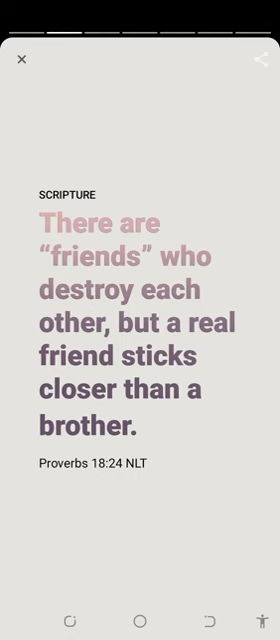 SCRIPTURE
There are
“friends” who
destroy each
other, but a real
friend sticks
closer than a
brother.
Proverbs 18:24 NLT